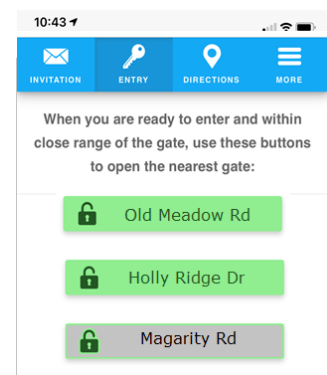 10:43
INVITATION ENTRY DIRECTIONS MORE
When you are ready to enter and within
close range of the gate, use these buttons
to open the nearest gate:
Old Meadow Rd
Holly Ridge Dr
Magarity Rd